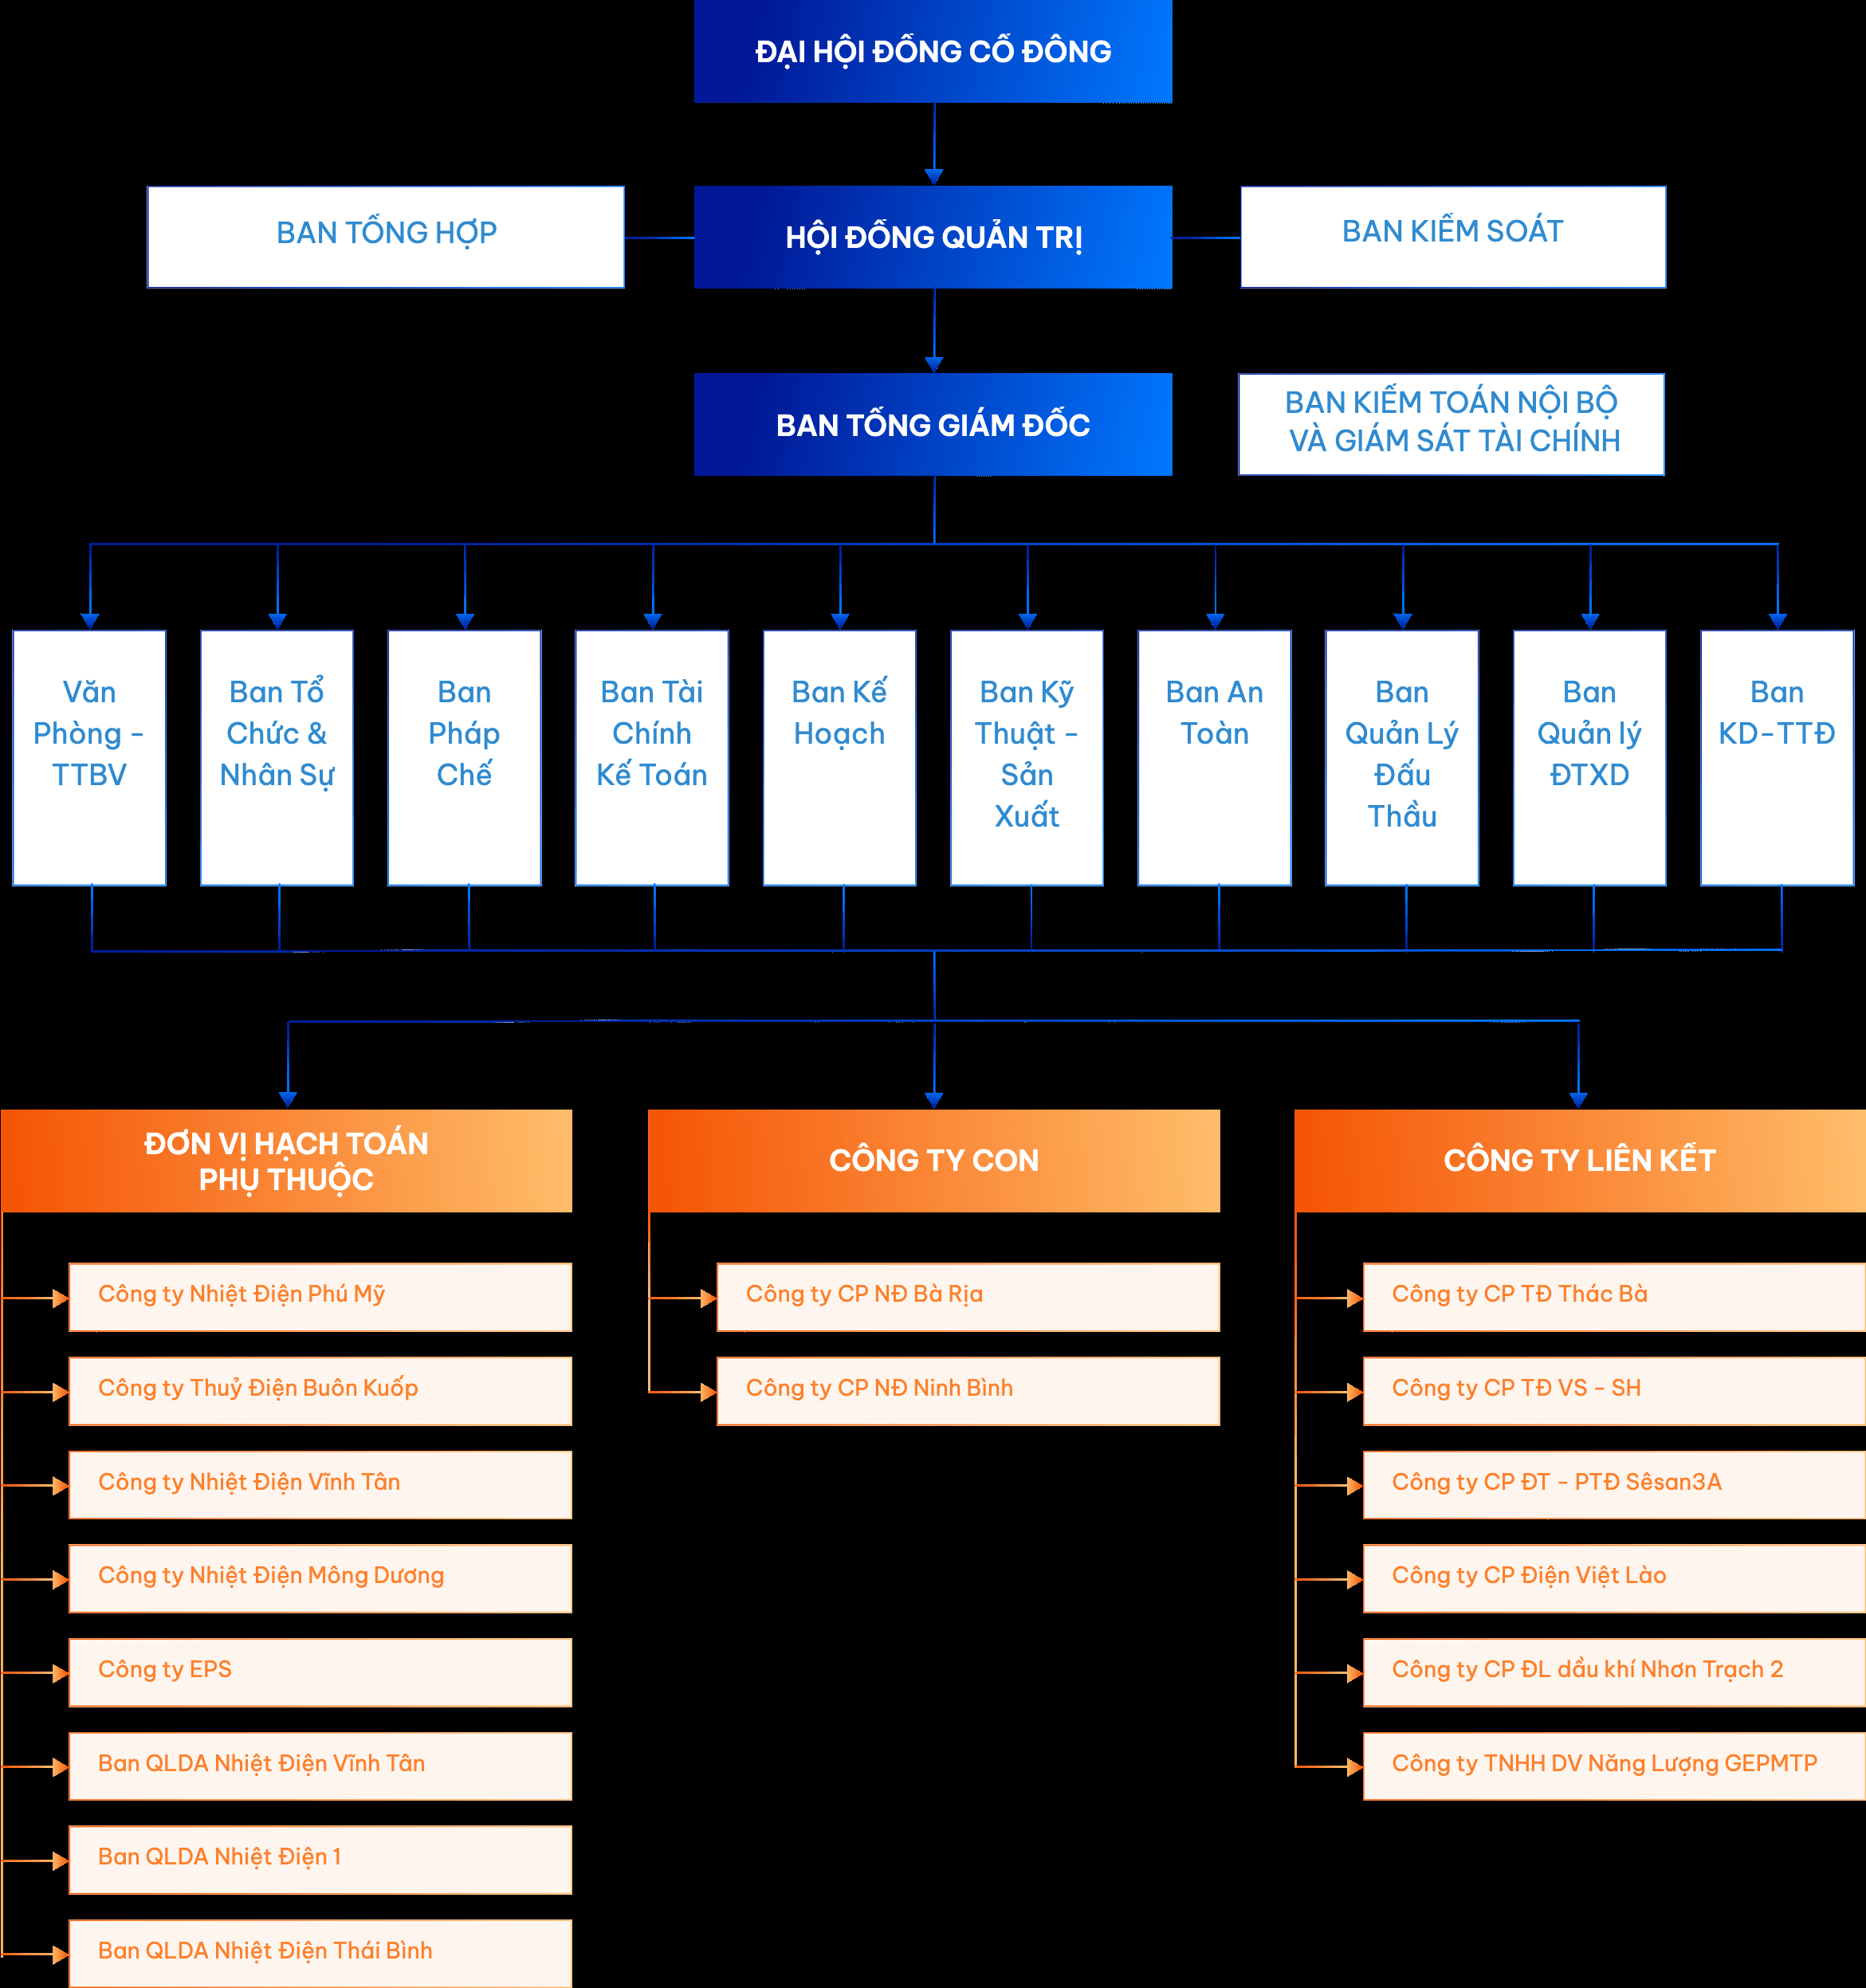 ĐẠI HỘI ĐỒNG CỔ ĐÔNG
BAN TỔNG HỢP
HỘI ĐỒNG QUẢN TRỊ
BAN KIỂM SOÁT
BAN TỔNG GIÁM ĐỐC
BAN KIỂM TOÁN NỘI BỘ
VÀ GIÁM SÁT TÀI CHÍNH
Văn
Phòng -
TTBV
Ban Tổ
Chức &
Nhân Sự
Ban
Pháp
Chế
Ban Tài
Chính
Kế Toán
Ban Kế
Hoạch
Ban Kỹ
Thuật -
Sản
Xuất
Ban An
Toàn
Ban
Quản Lý
Đấu
Thầu
Ban
Quản lý
ĐTXD
Ban
KD-TTĐ
ĐƠN VỊ HẠCH TOÁN
PHỤ THUỘC
Công ty Nhiệt Điện Phú Mỹ
Công ty Thuỷ Điện Buôn Kuốp
Công ty Nhiệt Điện Vĩnh Tân
Công ty Nhiệt Điện Mông Dương
Công ty EPS
Ban QLDA Nhiệt Điện Vĩnh Tân
Ban QLDA Nhiệt Điện 1
Ban QLDA Nhiệt Điện Thái Bình
CÔNG TY CON
Công ty CP NĐ Bà Rịa
Công ty CP NĐ Ninh Bình
CÔNG TY LIÊN KẾT
Công ty CP TĐ Thác Bà
Công ty CP TĐ VS - SH
Công ty CP ĐT - PTĐ Sêsan3A
Công ty CP Điện Việt Lào
Công ty CP ĐL dầu khí Nhơn Trạch 2
Công ty TNHH DV Năng Lượng GEPMTP